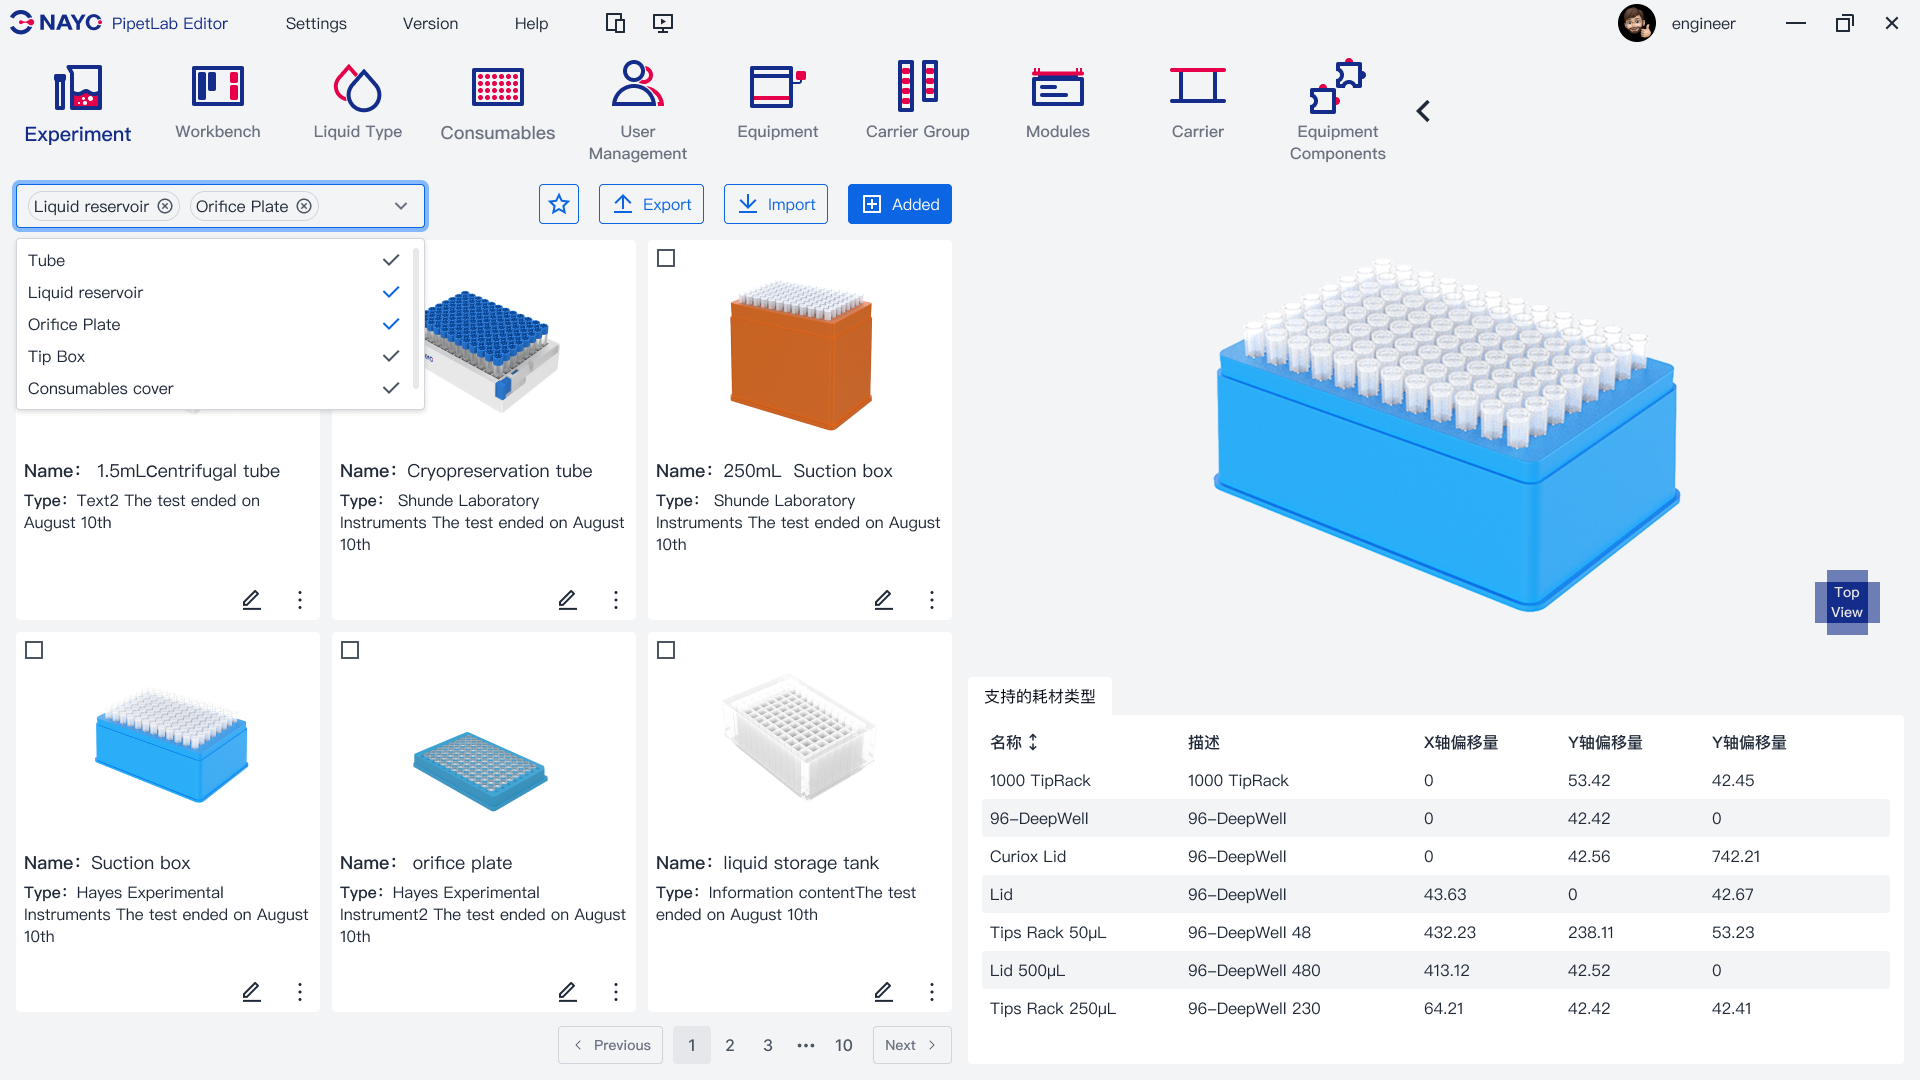 NAYO PipetLab Editor
Settings
Version
Help
engineer
Experiment
Workbench
Liquid Type
Consumables
User
Management
Equipment
Carrier Group
Modules
Carrier
Equipment
Components
Liquid reservoir
Orifice Plate
Export
Import
Added
Tube
Liquid reservoir
Orifice Plate
Tip Box
Consumables cover
Name： 1.5mLCentrifugal tube
Type：Text2 The test ended on
August 10th
Name：Cryopreservation tube
Type： Shunde Laboratory
Instruments The test ended on August
10th
Name：250mL Suction box
Type： Shunde Laboratory
Instruments The test ended on August
10th
Name：Suction box
Type：Hayes Experimental
Instruments The test ended on August
10th
Name： orifice plate
Type：Hayes Experimental
Instrument2 The test ended on August
10th
Name：liquid storage tank
Type：Information contentThe test
ended on August 10th
Previous 1 2 3 ••• 10 Next
Top
View
支持的耗材类型
名称 描述 X轴偏移量 Y轴偏移量 Y轴偏移量
1000 TipRack 1000 TipRack 0 53.42 42.45
96-DeepWell 96-DeepWell 0 42.42 0
Curiox Lid 96-DeepWell 0 42.56 742.21
Lid 96-DeepWell 43.63 0 42.67
Tips Rack 50μL 96-DeepWell 48 432.23 238.11 53.23
Lid 500μL 96-DeepWell 480 413.12 42.52 0
Tips Rack 250μL 96-DeepWell 230 64.21 42.42 42.41